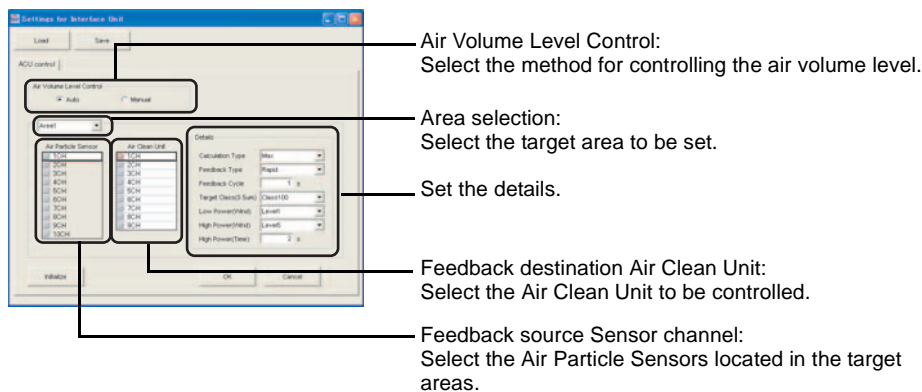 Settings for Interface Unit
Load
Save
ACU control
Air Volume Level Control
Auto
Manual
Area1
Air Particle Sensor
1CH
2CH
3CH
4CH
5CH
6CH
7CH
8CH
9CH
10CH
Air Clean Unit
1CH
2CH
3CH
4CH
5CH
6CH
7CH
8CH
9CH
Details
Calculation Type
Max
Feedback Type
Rapid
Feedback Cycle
1 s
Target Class(0.5um)
Class100
Low Power(Wind)
Level1
High Power(Wind)
Level5
High Power(Time)
2 s
Initialize
OK
Cancel
Air Volume Level Control:
Select the method for controlling the air volume level.
Area selection:
Select the target area to be set.
Set the details.
Feedback destination Air Clean Unit:
Select the Air Clean Unit to be controlled.
Feedback source Sensor channel:
Select the Air Particle Sensors located in the target
areas.